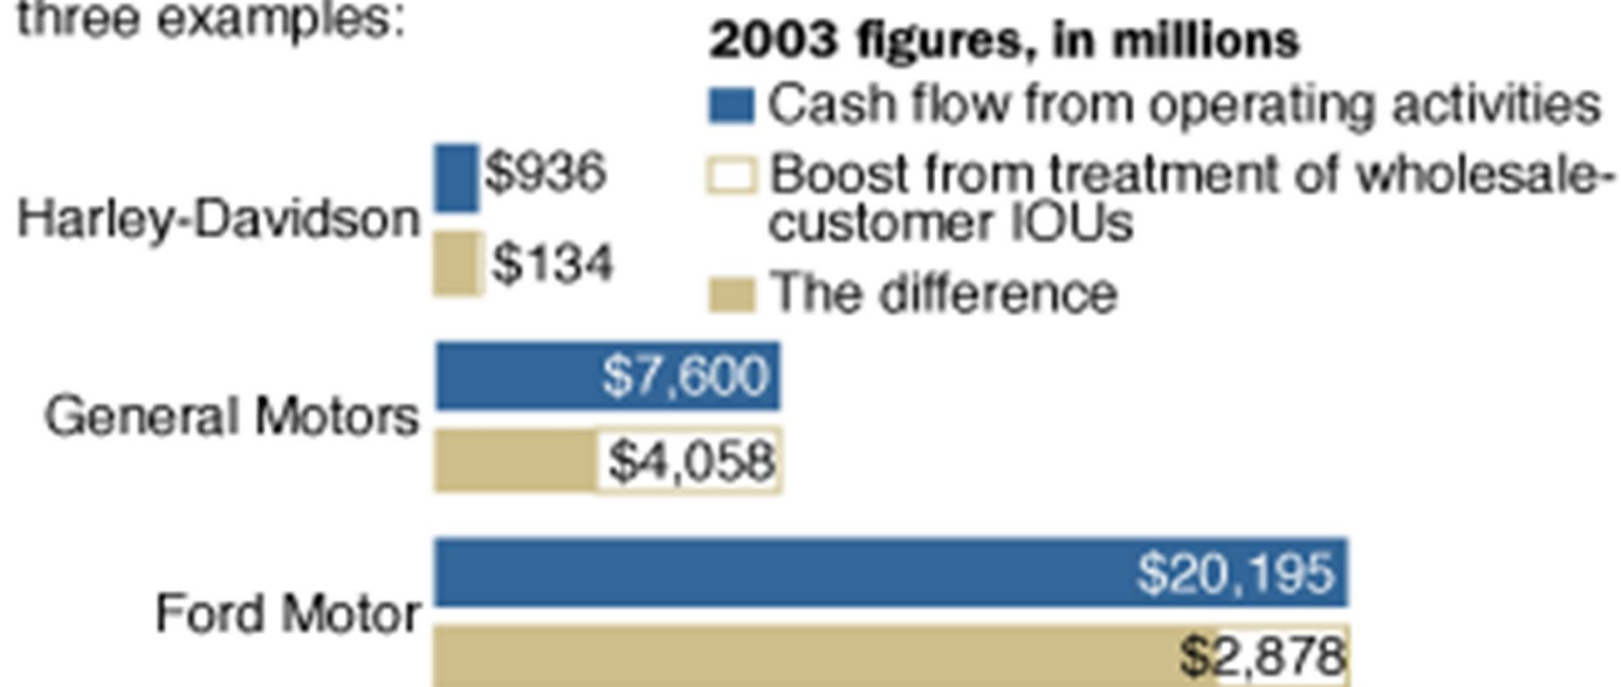 three examples:
2003 figures, in millions
Cash flow from operating activities
Boost from treatment of wholesale-
customer IOUs
The difference
Harley-Davidson
$936
$134
General Motors
$7,600
$4,058
Ford Motor
$20,195
$2,878